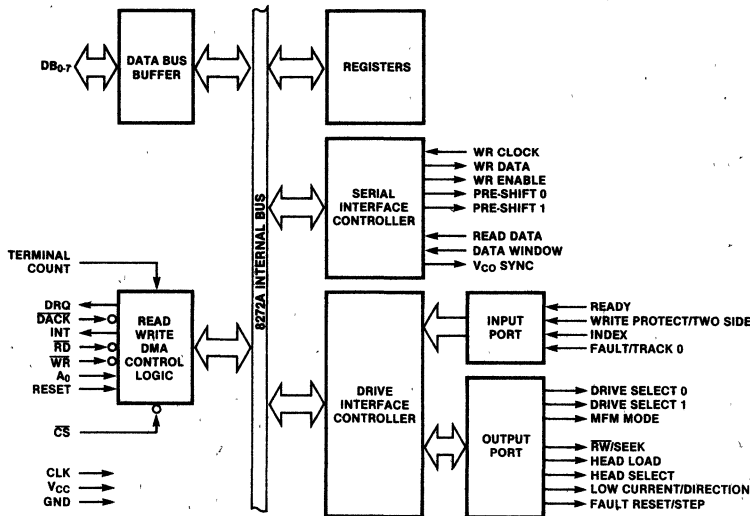 DB0-7
DATA BUS
BUFFER
REGISTERS
8272A INTERNAL BUS
SERIAL
INTERFACE
CONTROLLER
WR CLOCK
WR DATA
WR ENABLE
PRE-SHIFT 0
PRE-SHIFT 1
READ DATA
DATA WINDOW
VCO SYNC
TERMINAL
COUNT
DRQ
DACK
INT
RD
WR
A0
RESET
CS
READ
WRITE
DMA
CONTROL
LOGIC
CLK
VCC
GND
DRIVE
INTERFACE
CONTROLLER
INPUT
PORT
READY
WRITE PROTECT/TWO SIDE
INDEX
FAULT/TRACK 0
OUTPUT
PORT
DRIVE SELECT 0
DRIVE SELECT 1
MFM MODE
RW/SEEK
HEAD LOAD
HEAD SELECT
LOW CURRENT/DIRECTION
FAULT RESET/STEP